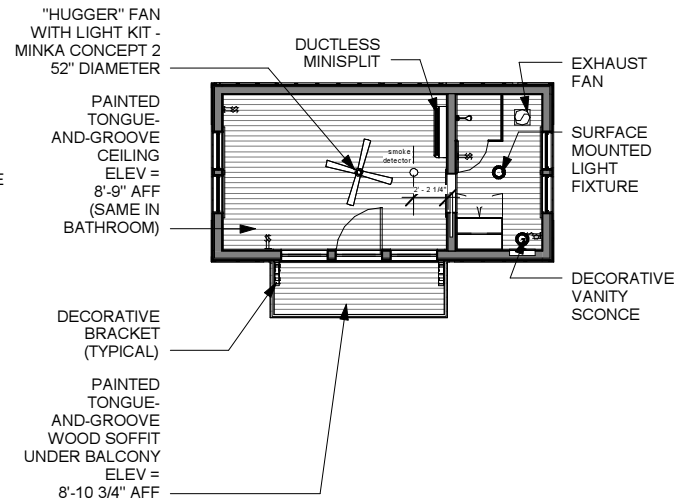 "HUGGER" FAN
WITH LIGHT KIT -
MINKA CONCEPT 2
52" DIAMETER
DUCTLESS
MINISPLIT
EXHAUST
FAN
PAINTED
TONGUE-
AND-GROOVE
CEILING
ELEV =
8'-9" AFF
(SAME IN
BATHROOM)
E
smoke
detector
2' - 2 1/4"
SURFACE
MOUNTED
LIGHT
FIXTURE
DECORATIVE
VANITY
SCONCE
DECORATIVE
BRACKET
(TYPICAL)
PAINTED
TONGUE-
AND-GROOVE
WOOD SOFFIT
UNDER BALCONY
ELEV =
8'-10 3/4" AFF